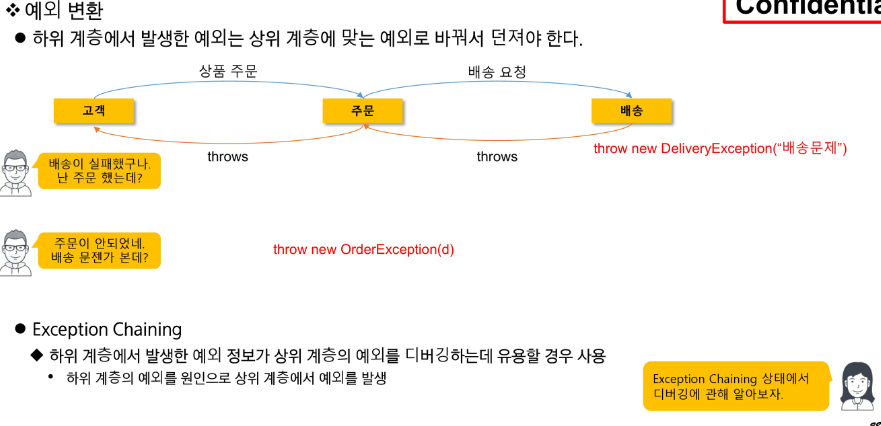 ❖ 예외 변환
Confidentia
● 하위 계층에서 발생한 예외는 상위 계층에 맞는 예외로 바꿔서 던져야 한다.
상품 주문
배송 요청
고객
주문
배송
throws
throws
throw new DeliveryException("배송문제")
배송이 실패했구나.
난 주문 했는데?
주문이 안되었네.
배송 문젠가 본데?
throw new OrderException(d)
● Exception Chaining
◆ 하위 계층에서 발생한 예외 정보가 상위 계층의 예외를 디버깅하는데 유용할 경우 사용
• 하위 계층의 예외를 원인으로 상위 계층에서 예외를 발생
Exception Chaining 상태에서
디버깅에 관해 알아보자.